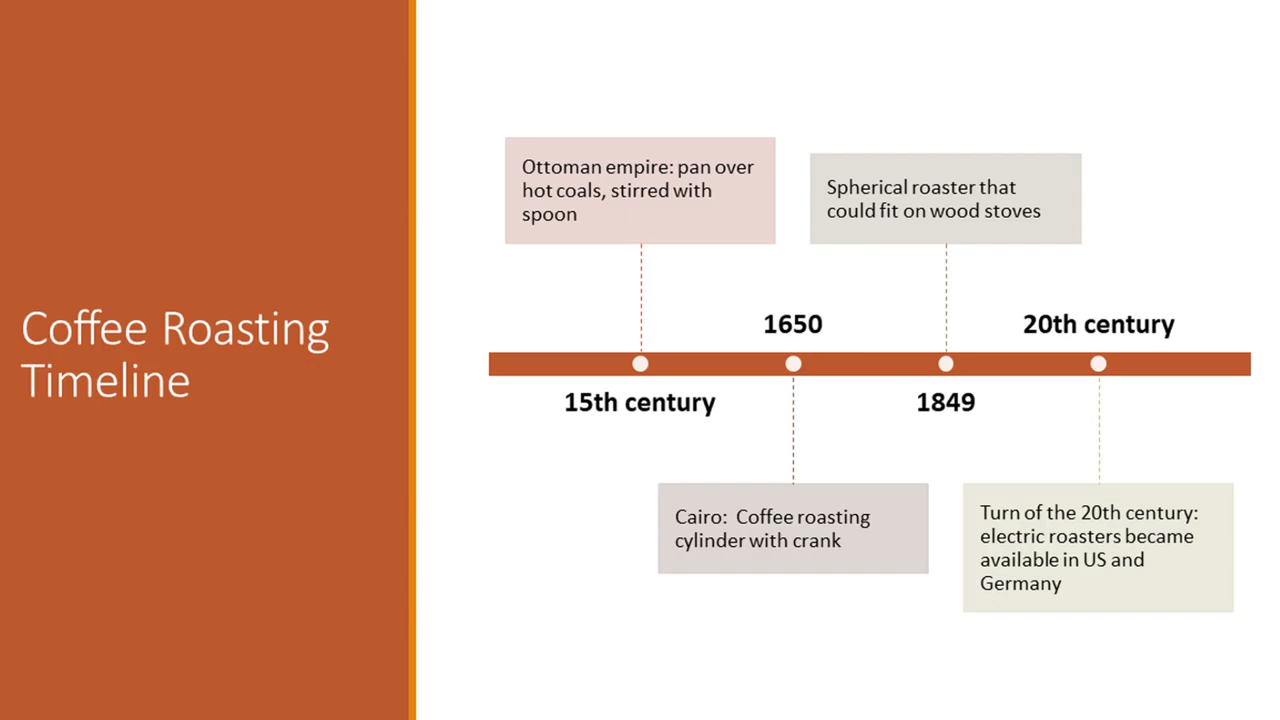 Coffee Roasting
Timeline
Ottoman empire: pan over
hot coals, stirred with
spoon
15th century
1650
Cairo:  Coffee roasting
cylinder with crank
Spherical roaster that
could fit on wood stoves
1849
20th century
Turn of the 20th century:
electric roasters became
available in US and
Germany